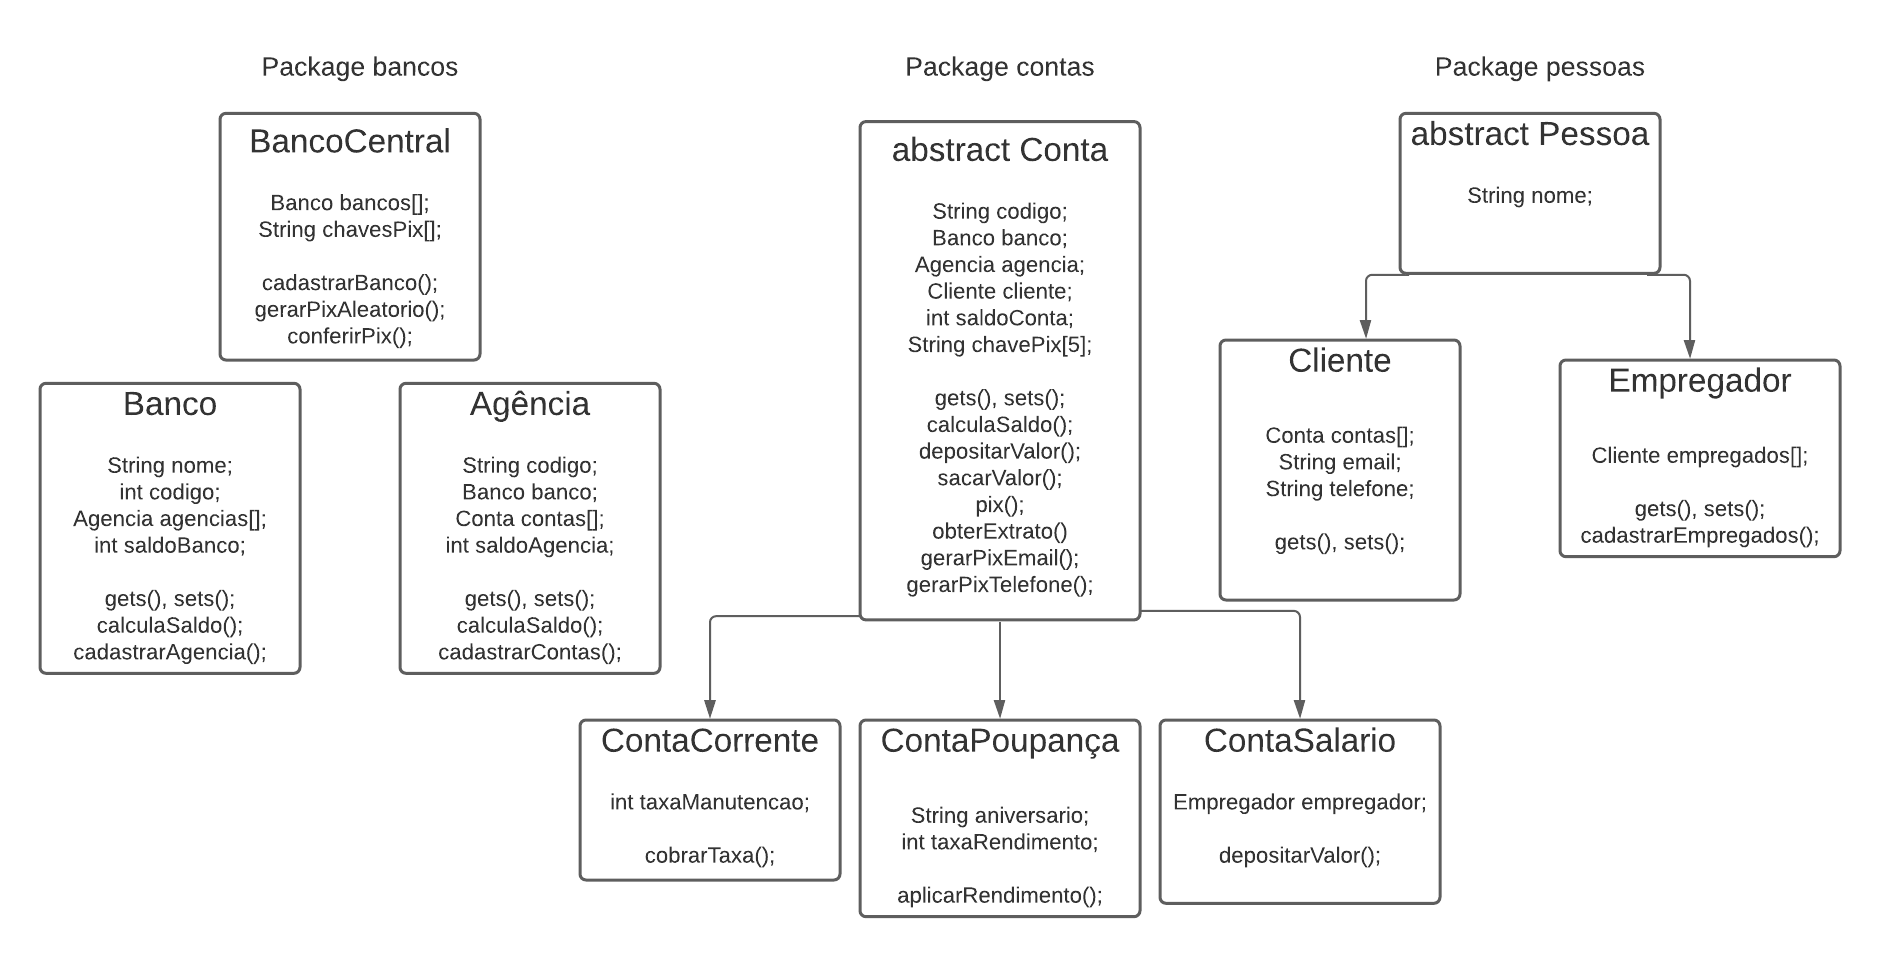 Package bancos
BancoCentral
Banco bancos[];
String chavesPix[];
cadastrarBanco();
gerarPixAleatorio();
conferirPix();
Banco
String nome;
int codigo;
Agencia agencias[];
int saldoBanco;
gets(), sets();
calculaSaldo();
cadastrarAgencia();
Agência
String codigo;
Banco banco;
Conta contas[];
int saldoAgencia;
gets(), sets();
calculaSaldo();
cadastrarContas();
Package contas
abstract Conta
String codigo;
Banco banco;
Agencia agencia;
Cliente cliente;
int saldoConta;
String chavePix[5];
gets(), sets();
calculaSaldo();
depositarValor();
sacarValor();
pix();
obterExtrato()
gerarPixEmail();
gerarPixTelefone();
ContaCorrente
int taxaManutencao;
cobrarTaxa();
ContaPoupança
String aniversario;
int taxaRendimento;
aplicarRendimento();
ContaSalario
Empregador empregador;
depositarValor();
Package pessoas
abstract Pessoa
String nome;
Cliente
Conta contas[];
String email;
String telefone;
gets(), sets();
Empregador
Cliente empregados[];
gets(), sets();
cadastrarEmpregados();